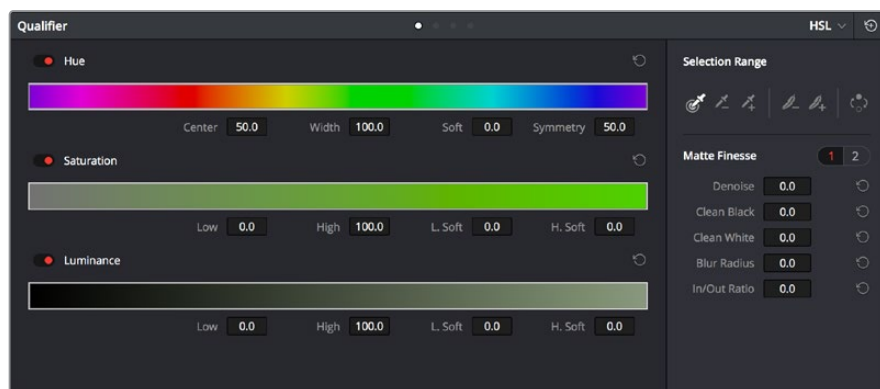 Qualifier HSL
Hue
Center 50.0 Width 100.0 Soft 0.0 Symmetry 50.0
Saturation
Low 0.0 High 100.0 L. Soft 0.0 H. Soft 0.0
Luminance
Low 0.0 High 100.0 L. Soft 0.0 H. Soft 0.0
Selection Range
Matte Finesse 1 2
Denoise 0.0
Clean Black 0.0
Clean White 0.0
Blur Radius 0.0
In/Out Ratio 0.0